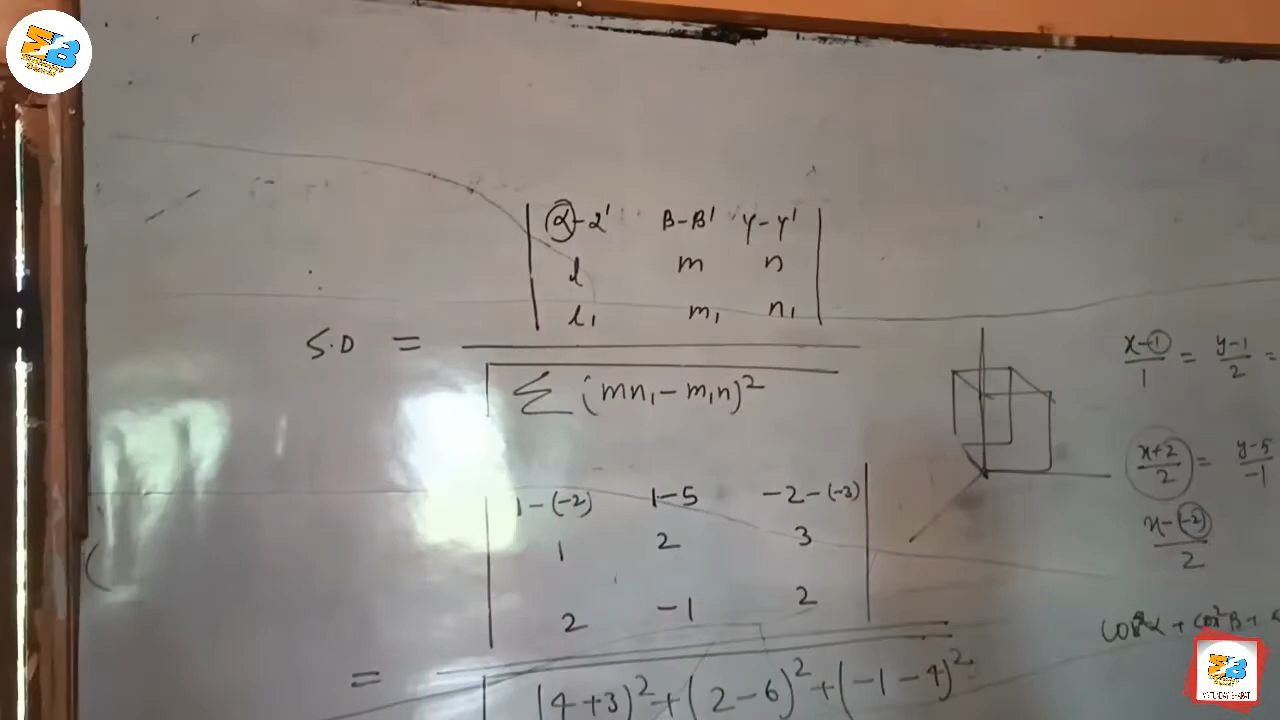 α-α' β-β' γ-γ'
l m n
l₁ m₁ n₁
S.D =
√Σ(mn₁-m₁n)²
x-1/1 = y-1/2 =
x+2/2 = y-5/-1
x-(-2)/2
1-(-2) 1-5 -2-(-3)
1 2 3
2 -1 2
cos²α + cos²β +
=
√(4+3)²+(2-6)²+(-1-4)²